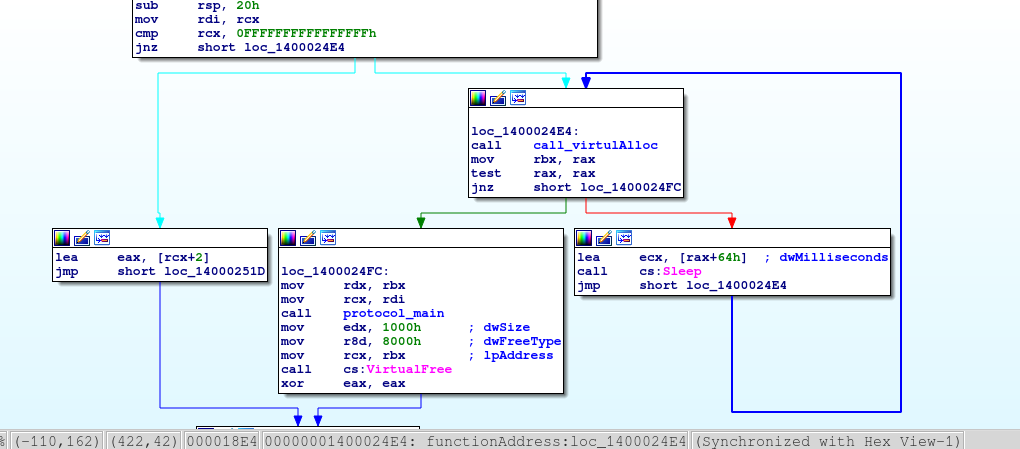 sub rsp, 20h
mov rdi, rcx
cmp rcx, 0FFFFFFFFFFFFFFFFh
jnz short loc_1400024E4
loc_1400024E4:
call call_virtulAlloc
mov rbx, rax
test rax, rax
jnz short loc_1400024FC
lea eax, [rcx+2]
jmp short loc_14000251D
loc_1400024FC:
mov rdx, rbx
mov rcx, rdi
call protocol_main
mov edx, 1000h ; dwSize
mov r8d, 8000h ; dwFreeType
mov rcx, rbx ; lpAddress
call cs:VirtualFree
xor eax, eax
lea ecx, [rax+64h] ; dwMilliseconds
call cs:Sleep
jmp short loc_1400024E4
% (-110,162) (422,42) 000018E4 00000001400024E4: functionAddress:loc_1400024E4 (Synchronized with Hex View-1)